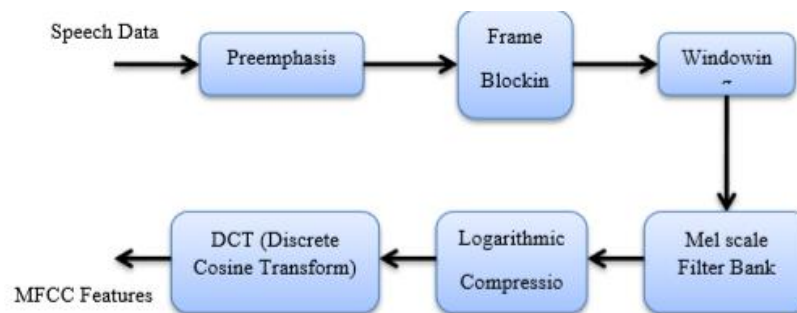 Speech Data
Preemphasis
Frame
Blockin
Windowin
Mel scale
Filter Bank
Logarithmic
Compressio
DCT (Discrete
Cosine Transform)
MFCC Features